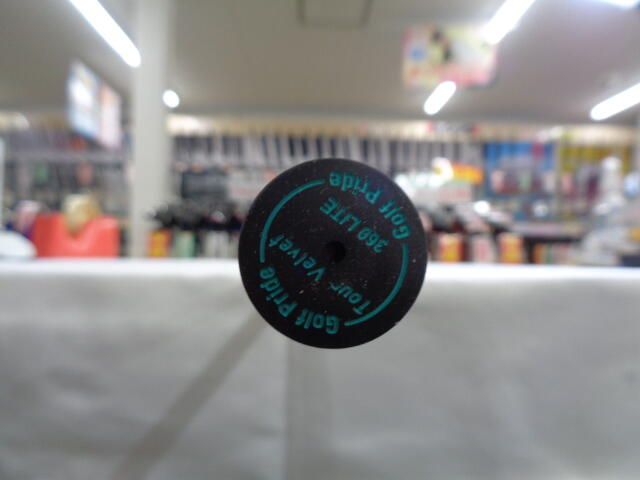 Golf Pride
360 LITE
Tour Velvet
Golf Pride